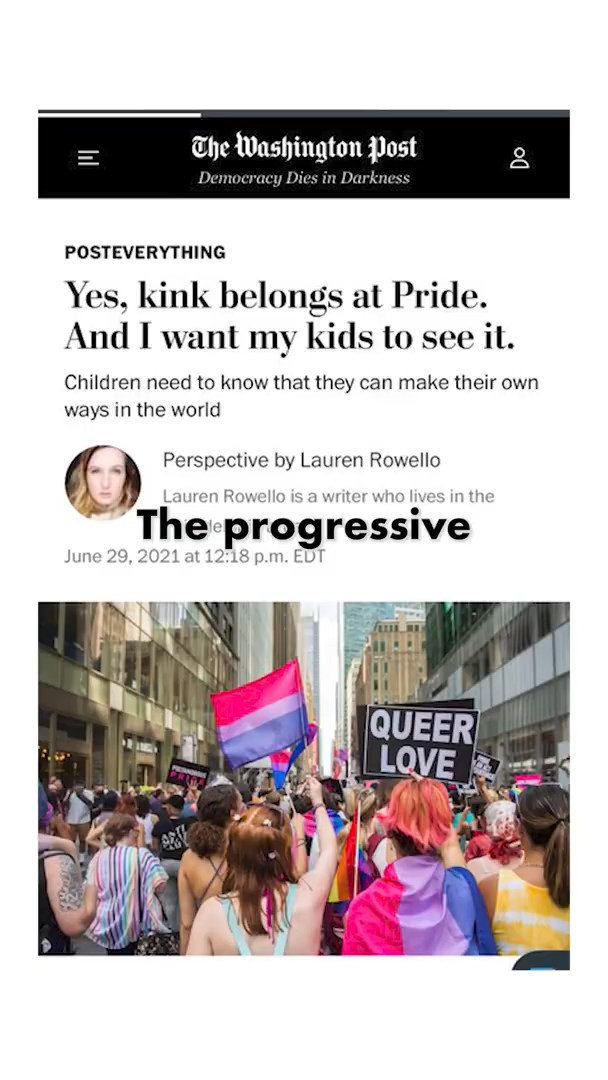 The Washington Post
Democracy Dies in Darkness
POSTEVERYTHING
Yes, kink belongs at Pride.
And I want my kids to see it.
Children need to know that they can make their own
ways in the world
Perspective by Lauren Rowello
Lauren Rowello is a writer who lives in the
The progressive
June 29, 2021 at 12:18 p.m. EDT
QUEER
LOVE
PRIDE